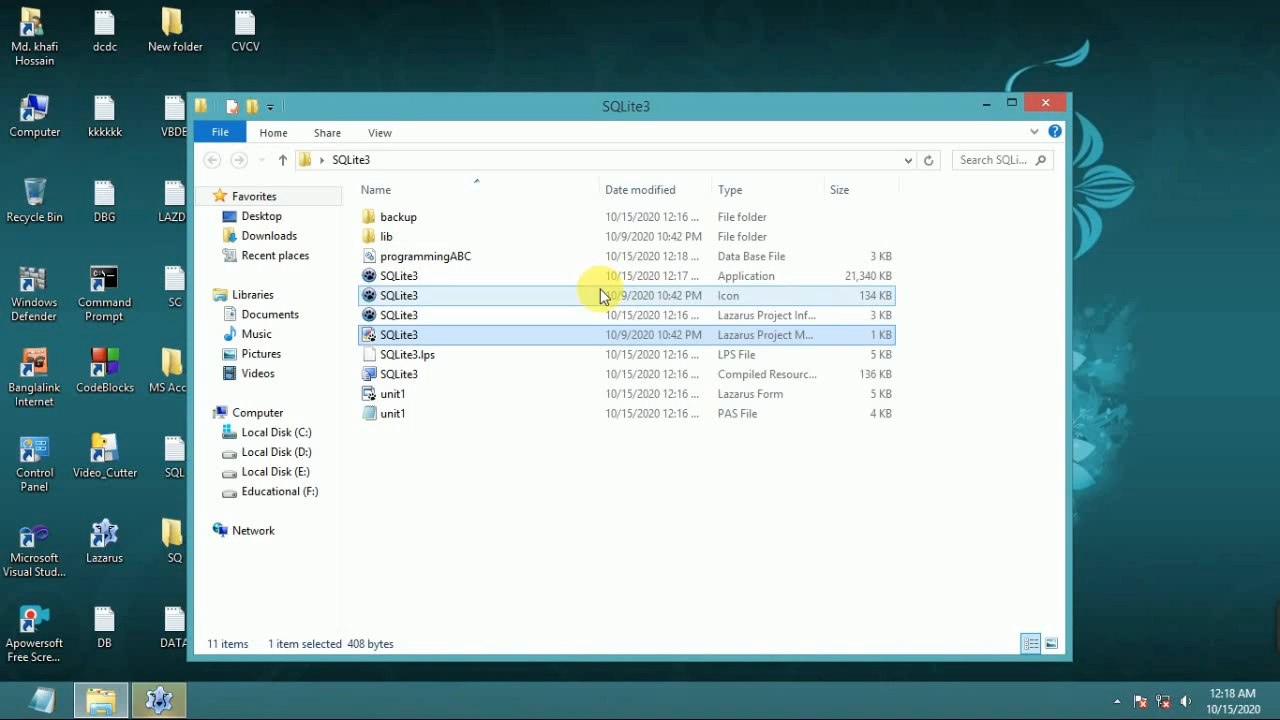 Md. khafi
Hossain
dcdc
New folder
CVCV
Computer
kkkkkk
VBDE
Recycle Bin
DBG
LAZD
Windows
Defender
Command
Prompt
SC
Banglalink
Internet
CodeBlocks
MS Acc
Control
Panel
Video_Cutter
SQL
Microsoft
Visual Stud...
Lazarus
SQ
Apowersoft
Free Scre...
DB
DATA
SQLite3
File Home Share View
SQLite3
Search SQLi...
Name Date modified Type Size
Favorites
Desktop
Downloads
Recent places
Libraries
Documents
Music
Pictures
Videos
Computer
Local Disk (C:)
Local Disk (D:)
Local Disk (E:)
Educational (F:)
Network
backup 10/15/2020 12:16 ... File folder
lib 10/9/2020 10:42 PM File folder
programmingABC 10/15/2020 12:18 ... Data Base File 3 KB
SQLite3 10/15/2020 12:17 ... Application 21,340 KB
SQLite3 10/9/2020 10:42 PM Icon 134 KB
SQLite3 10/15/2020 12:16 ... Lazarus Project Inf... 3 KB
SQLite3 10/9/2020 10:42 PM Lazarus Project M... 1 KB
SQLite3.lps 10/15/2020 12:16 ... LPS File 5 KB
SQLite3 10/15/2020 12:16 ... Compiled Resourc... 136 KB
unit1 10/15/2020 12:16 ... Lazarus Form 5 KB
unit1 10/15/2020 12:16 ... PAS File 4 KB
11 items 1 item selected 408 bytes
12:18 AM
10/15/2020